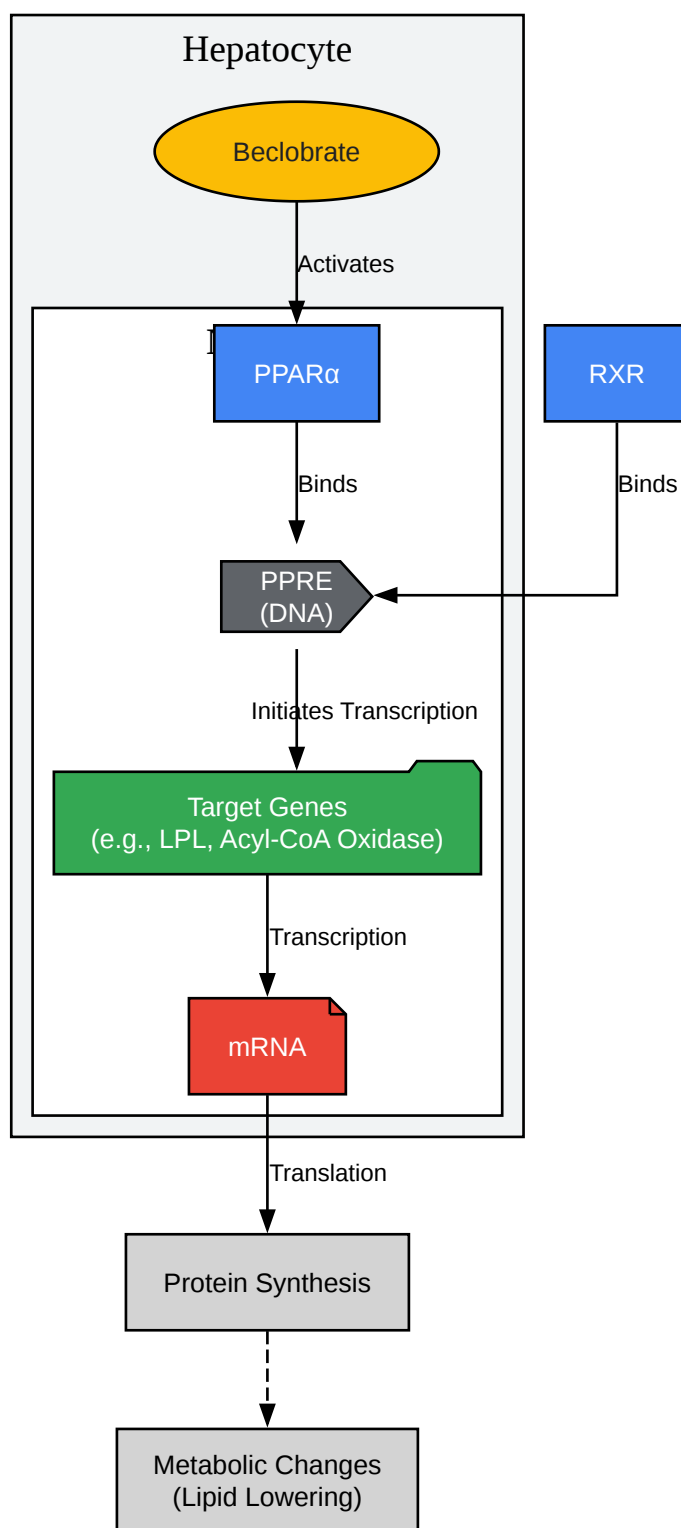 Hepatocyte
Beclobrate
Activates
PPARα
RXR
Binds
Binds
PPRE
(DNA)
Initiates Transcription
Target Genes
(e.g., LPL, Acyl-CoA Oxidase)
Transcription
mRNA
Translation
Protein Synthesis
Metabolic Changes
(Lipid Lowering)